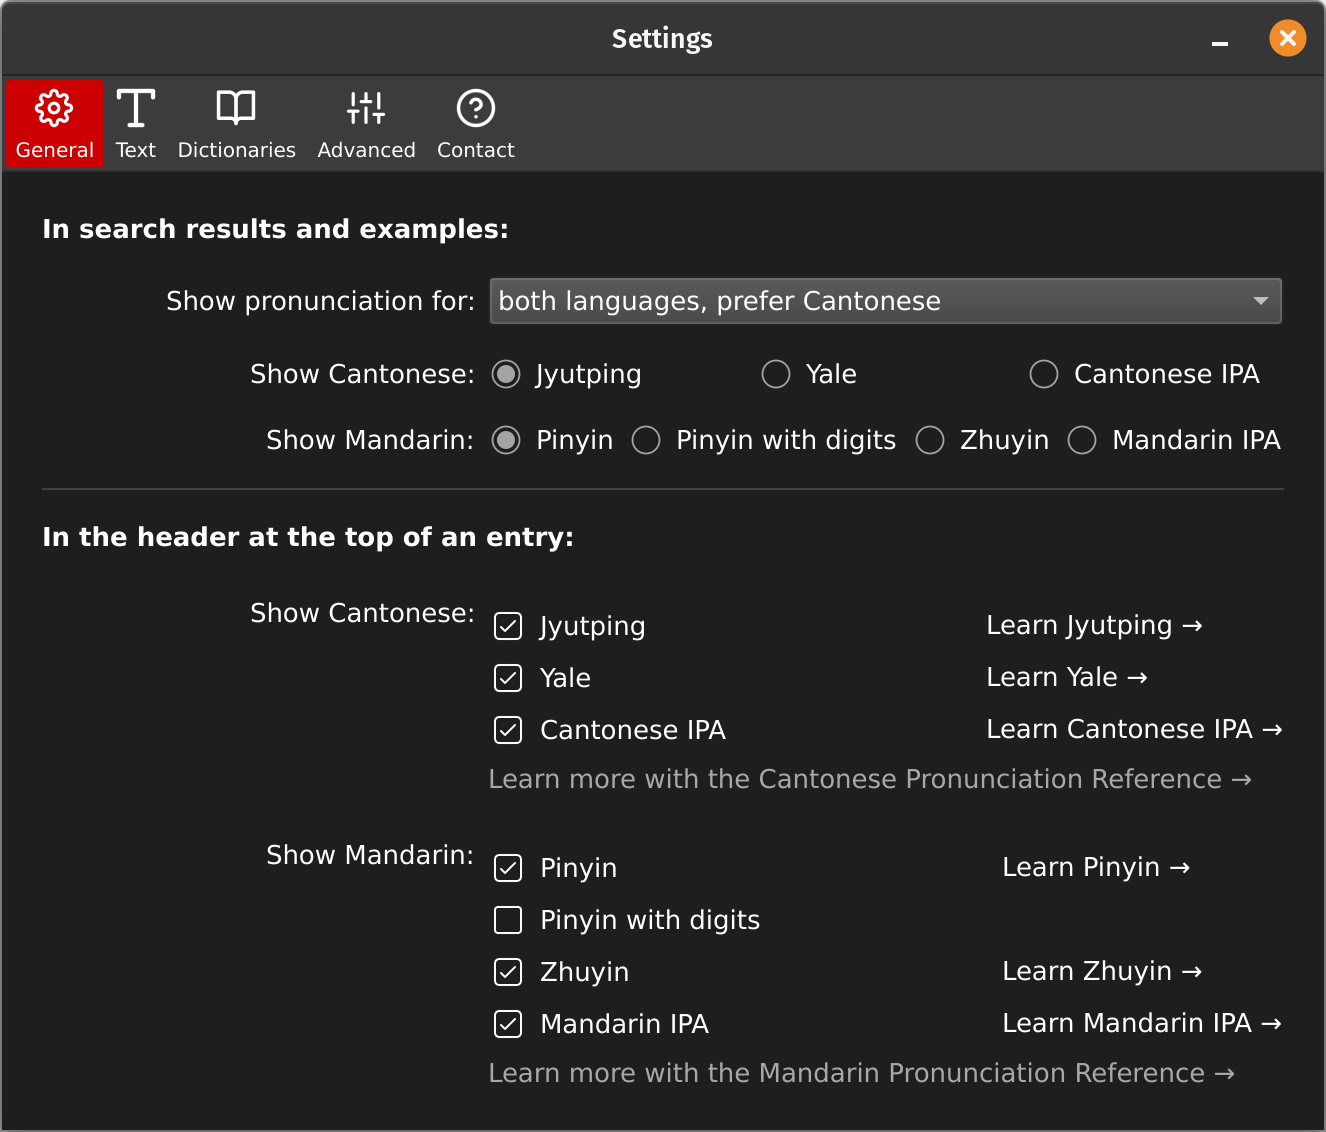 Settings
General Text Dictionaries Advanced Contact
In search results and examples:
Show pronunciation for: both languages, prefer Cantonese
Show Cantonese: Jyutping Yale Cantonese IPA
Show Mandarin: Pinyin Pinyin with digits Zhuyin Mandarin IPA
In the header at the top of an entry:
Show Cantonese: Jyutping Learn Jyutping →
Yale Learn Yale →
Cantonese IPA Learn Cantonese IPA →
Learn more with the Cantonese Pronunciation Reference →
Show Mandarin: Pinyin Learn Pinyin →
Pinyin with digits
Zhuyin Learn Zhuyin →
Mandarin IPA Learn Mandarin IPA →
Learn more with the Mandarin Pronunciation Reference →